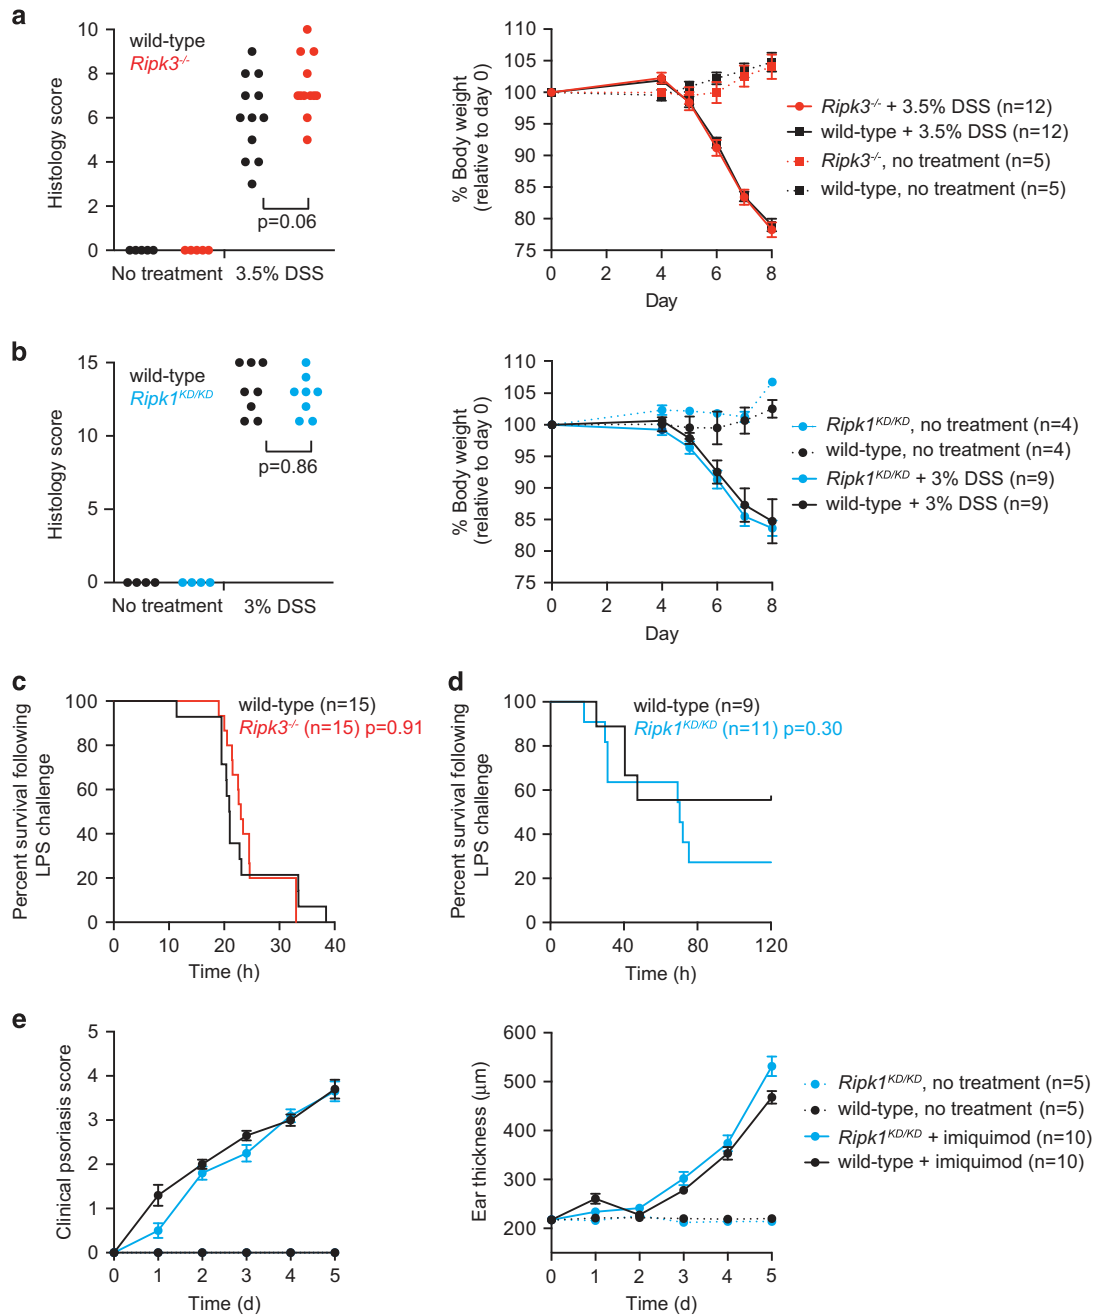 a
10
8
6
4
2
0
Histology score
wild-type
Ripk3-/-
p=0.06
No treatment
3.5% DSS
110
105
100
95
90
85
80
75
% Body weight
(relative to day 0)
0
2
4
6
8
Day
Ripk3-/- + 3.5% DSS (n=12)
wild-type + 3.5% DSS (n=12)
Ripk3-/-, no treatment (n=5)
wild-type, no treatment (n=5)
b
15
10
5
0
Histology score
wild-type
Ripk1KD/KD
p=0.86
No treatment
3% DSS
110
105
100
95
90
85
80
75
% Body weight
(relative to day 0)
0
2
4
6
8
Day
Ripk1KD/KD, no treatment (n=4)
wild-type, no treatment (n=4)
Ripk1KD/KD + 3% DSS (n=9)
wild-type + 3% DSS (n=9)
c
100
80
60
40
20
0
Percent survival following
LPS challenge
wild-type (n=15)
Ripk3-/- (n=15) p=0.91
0
10
20
30
40
Time (h)
d
100
80
60
40
20
0
Percent survival following
LPS challenge
wild-type (n=9)
Ripk1KD/KD (n=11) p=0.30
0
40
80
120
Time (h)
e
5
4
3
2
1
0
Clinical psoriasis score
0
1
2
3
4
5
Time (d)
600
500
400
300
200
Ear thickness (µm)
0
1
2
3
4
5
Time (d)
Ripk1KD/KD, no treatment (n=5)
wild-type, no treatment (n=5)
Ripk1KD/KD + imiquimod (n=10)
wild-type + imiquimod (n=10)